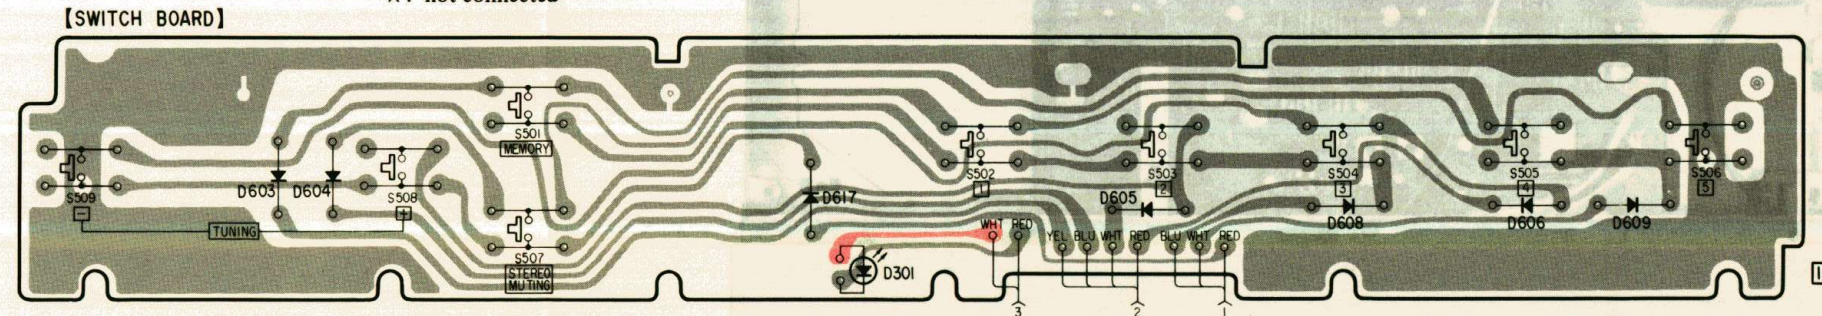 【SWITCH BOARD】
S501
MEMORY
S509
−
D603
D604
S508
+
TUNING
S507
STEREO
MUTING
D617
D301
S502
1
S503
2
D605
S504
3
D608
S505
4
D606
D609
S506
5
WHT RED
YEL BLU WHT RED
BLU WHT RED
3
2
1